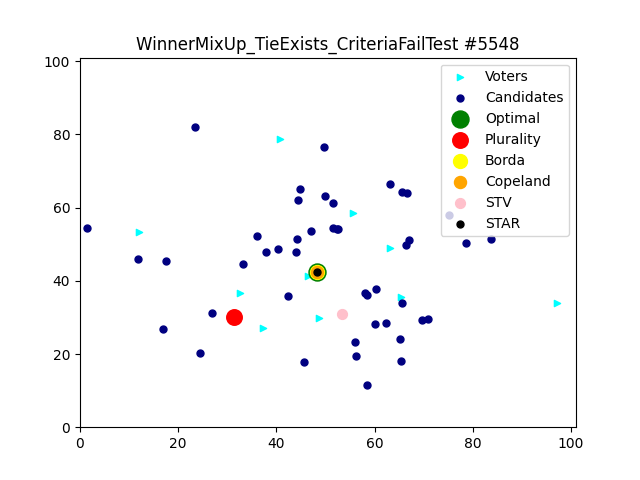 WinnerMixUp_TieExists_CriteriaFailTest #5548
Voters
Candidates
Optimal
Plurality
Borda
Copeland
STV
STAR
100
80
60
40
20
0
0 20 40 60 80 100